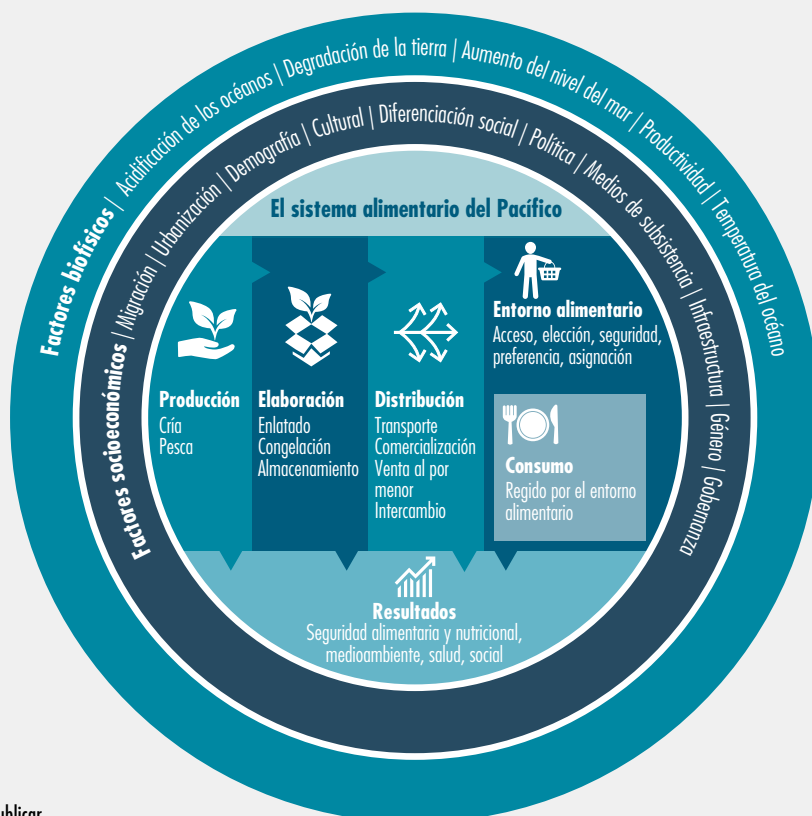 Factores biofísicos | Acidificación de los océanos | Degradación de la tierra | Aumento del nivel del mar | Productividad | Temperatura del océano
Factores socioeconómicos | Migración | Urbanización | Demografía | Cultural | Diferenciación social | Política | Medios de subsistencia | Infraestructura | Género | Gobernanza
El sistema alimentario del Pacífico
Producción
Cría
Pesca
Elaboración
Enlatado
Congelación
Almacenamiento
Distribución
Transporte
Comercialización
Venta al por
menor
Intercambio
Entorno alimentario
Acceso, elección, seguridad,
preferencia, asignación
Consumo
Regido por el entorno
alimentario
Resultados
Seguridad alimentaria y nutricional,
medioambiente, salud, social